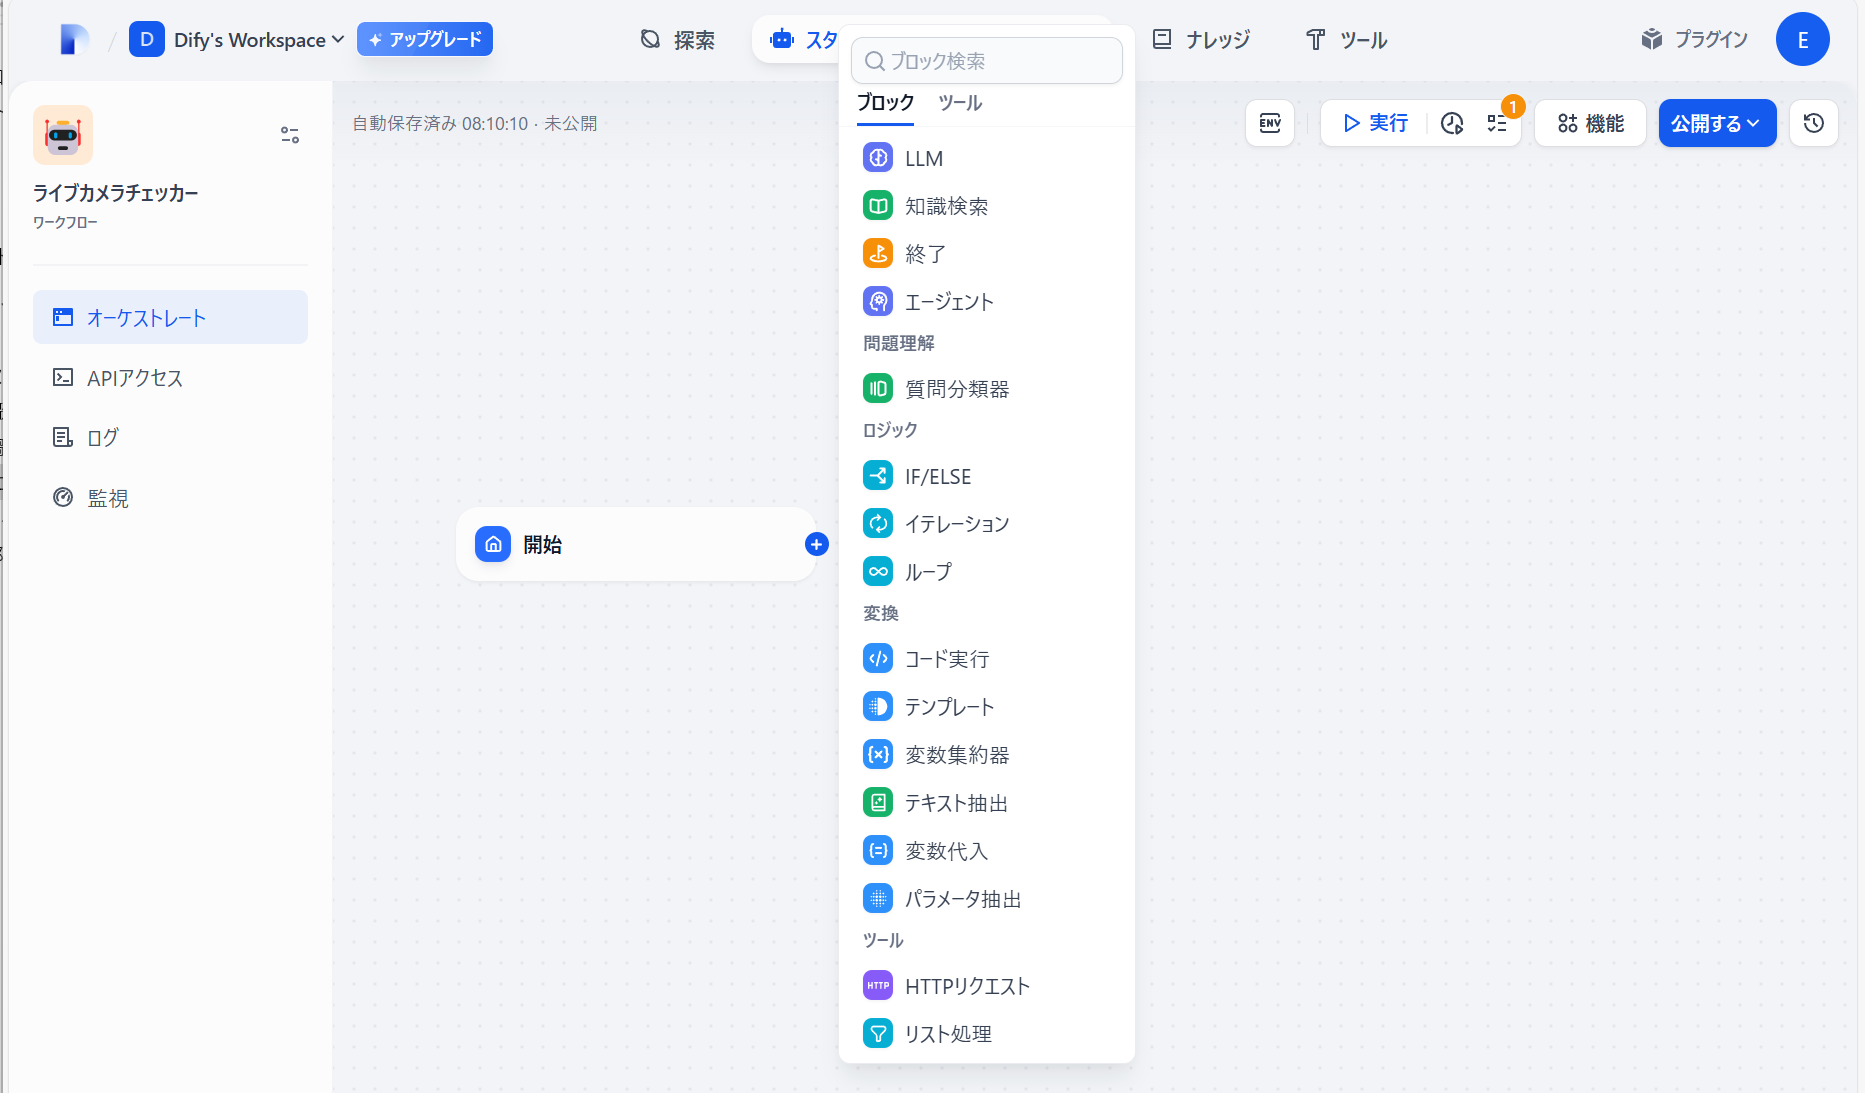 D
Dify's Workspace
アップグレード
探索
スタ
ナレッジ
ツール
プラグイン
E
ブロック検索
ブロック
ツール
自動保存済み 08:10:10 · 未公開
ENV
実行
1
機能
公開する
ライブカメラチェッカー
ワークフロー
オーケストレート
APIアクセス
ログ
監視
開始
LLM
知識検索
終了
エージェント
問題理解
質問分類器
ロジック
IF/ELSE
イテレーション
ループ
変換
コード実行
テンプレート
変数集約器
テキスト抽出
変数代入
パラメータ抽出
ツール
HTTP
HTTPリクエスト
リスト処理